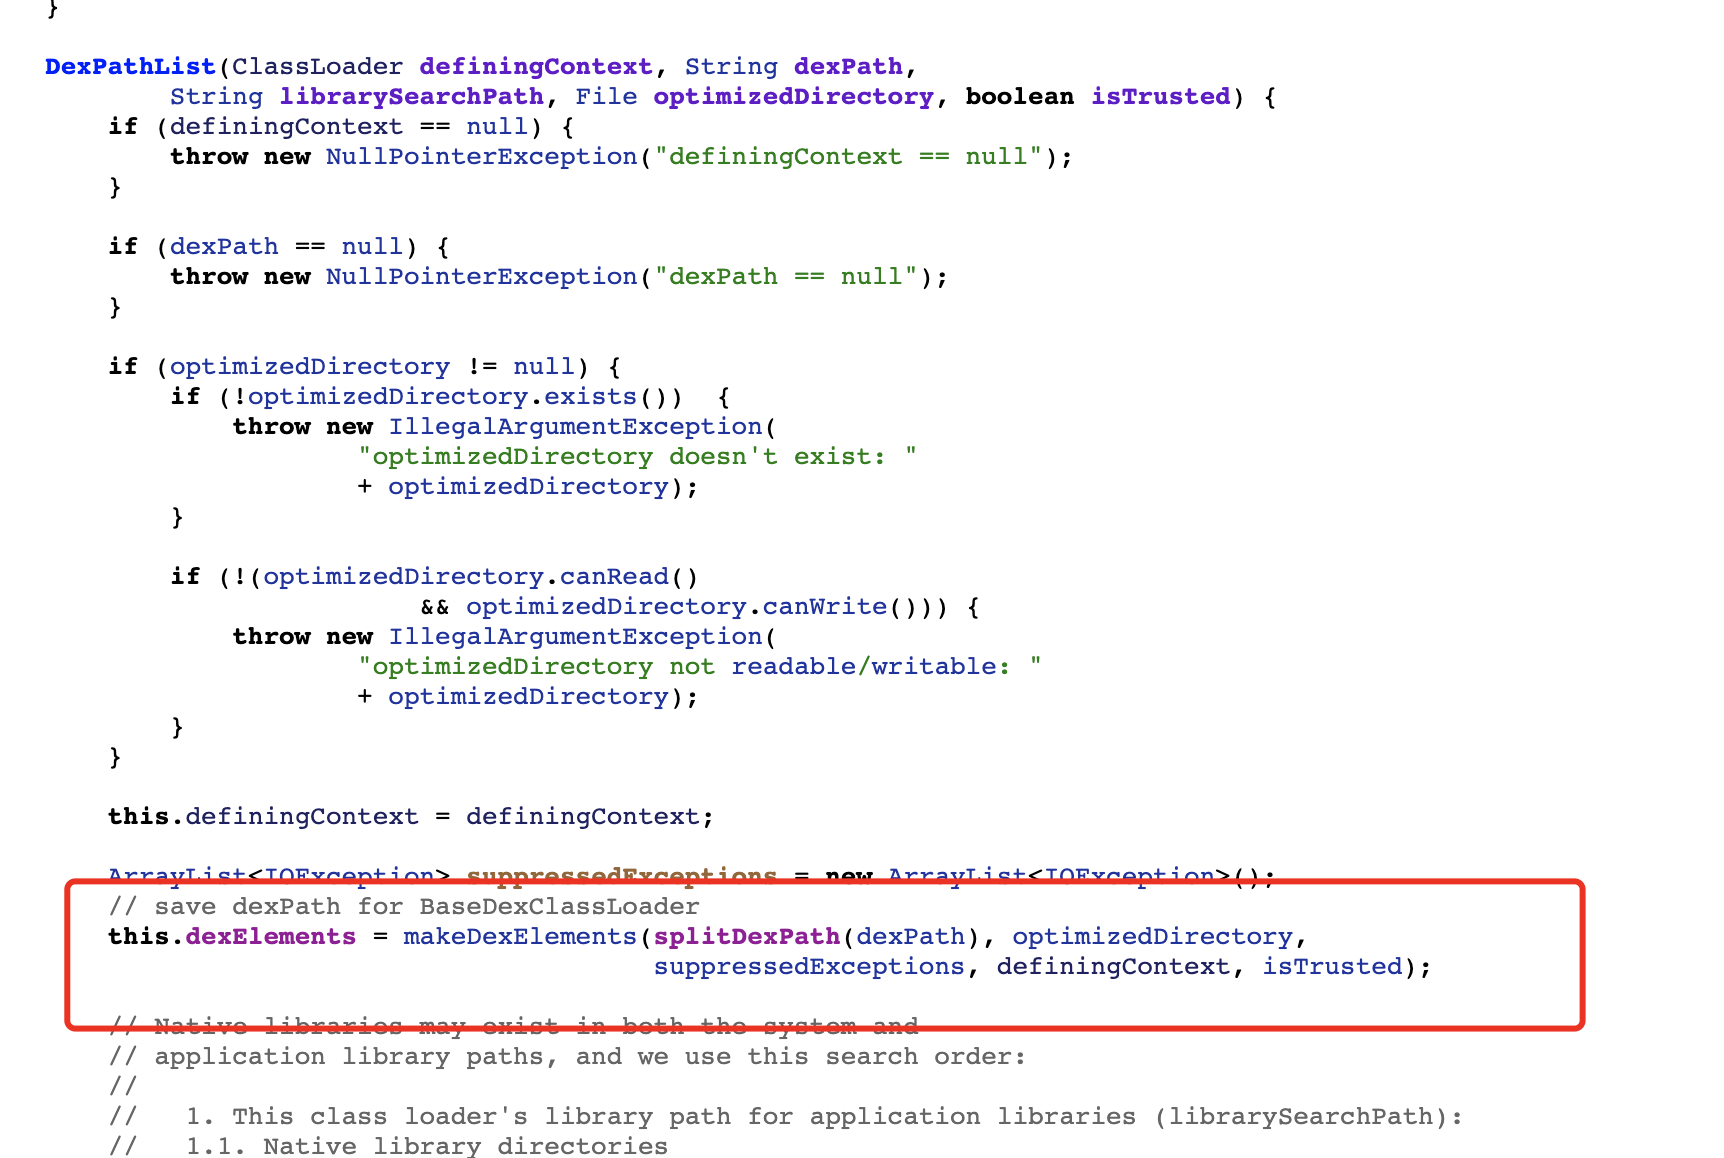 }
DexPathList(ClassLoader definingContext, String dexPath,
        String librarySearchPath, File optimizedDirectory, boolean isTrusted) {
    if (definingContext == null) {
        throw new NullPointerException("definingContext == null");
    }
    if (dexPath == null) {
        throw new NullPointerException("dexPath == null");
    }
    if (optimizedDirectory != null) {
        if (!optimizedDirectory.exists())  {
            throw new IllegalArgumentException(
                    "optimizedDirectory doesn't exist: "
                    + optimizedDirectory);
        }
        if (!(optimizedDirectory.canRead()
                        && optimizedDirectory.canWrite())) {
            throw new IllegalArgumentException(
                    "optimizedDirectory not readable/writable: "
                    + optimizedDirectory);
        }
    }
    this.definingContext = definingContext;
    ArrayList<IOException> suppressedExceptions = new ArrayList<IOException>();
    // save dexPath for BaseDexClassLoader
    this.dexElements = makeDexElements(splitDexPath(dexPath), optimizedDirectory,
                                       suppressedExceptions, definingContext, isTrusted);
    // Native libraries may exist in both the system and
    // application library paths, and we use this search order:
    //
    //   1. This class loader's library path for application libraries (librarySearchPath):
    //   1.1. Native library directories